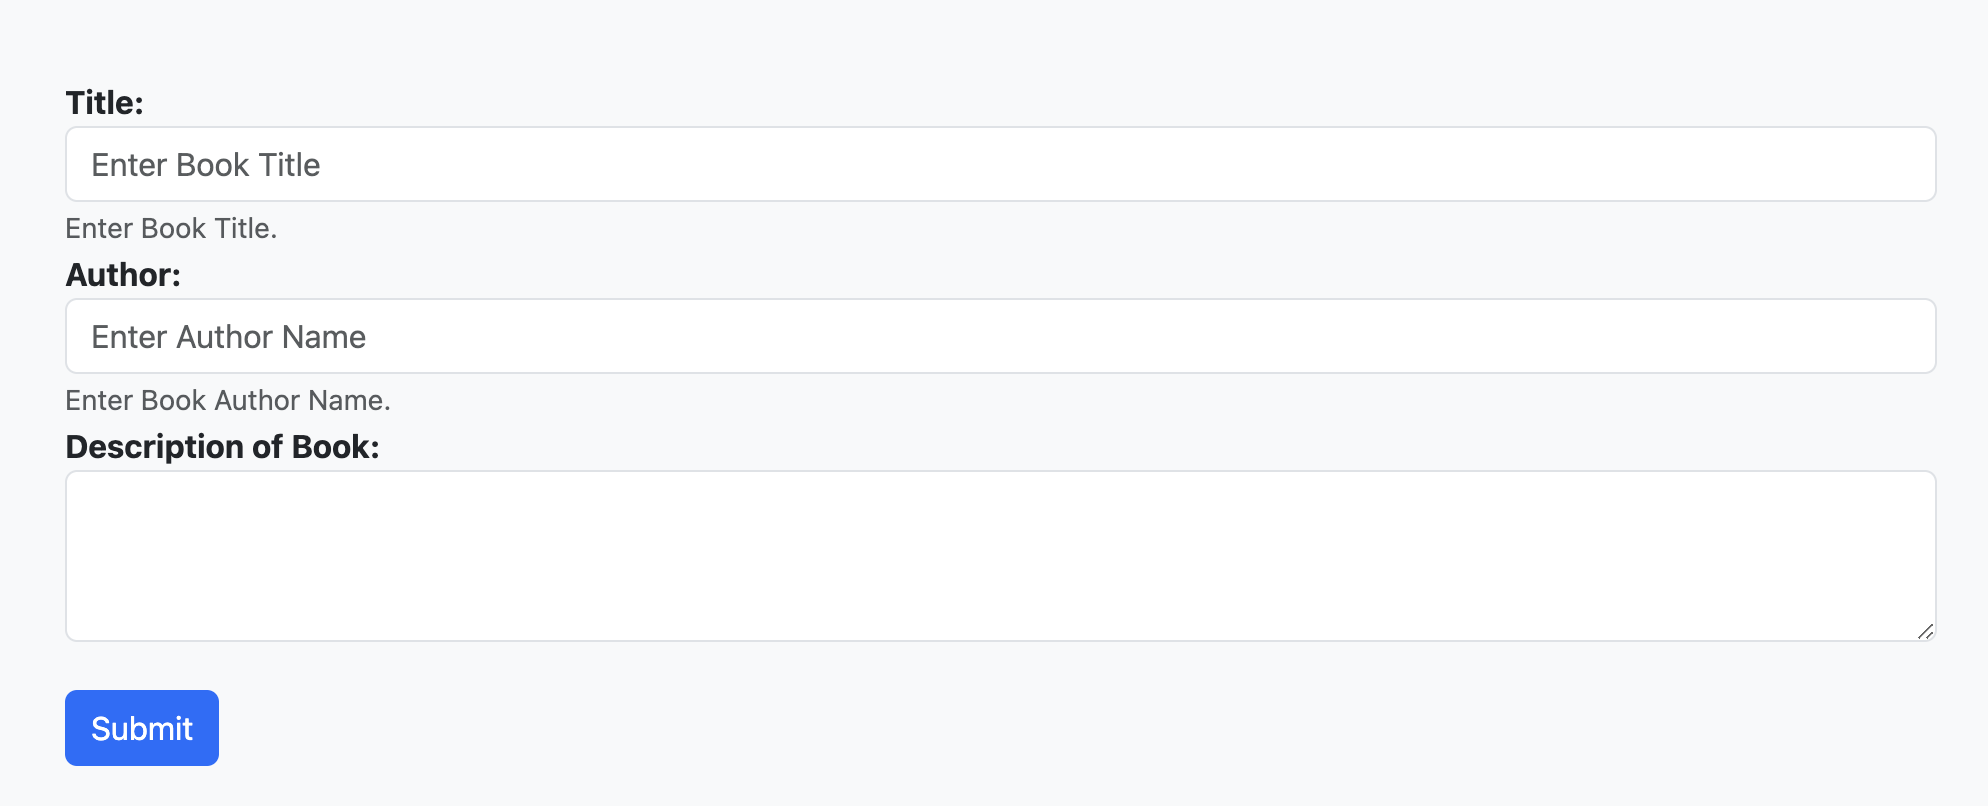 Title:
Enter Book Title
Enter Book Title.
Author:
Enter Author Name
Enter Book Author Name.
Description of Book:
Submit